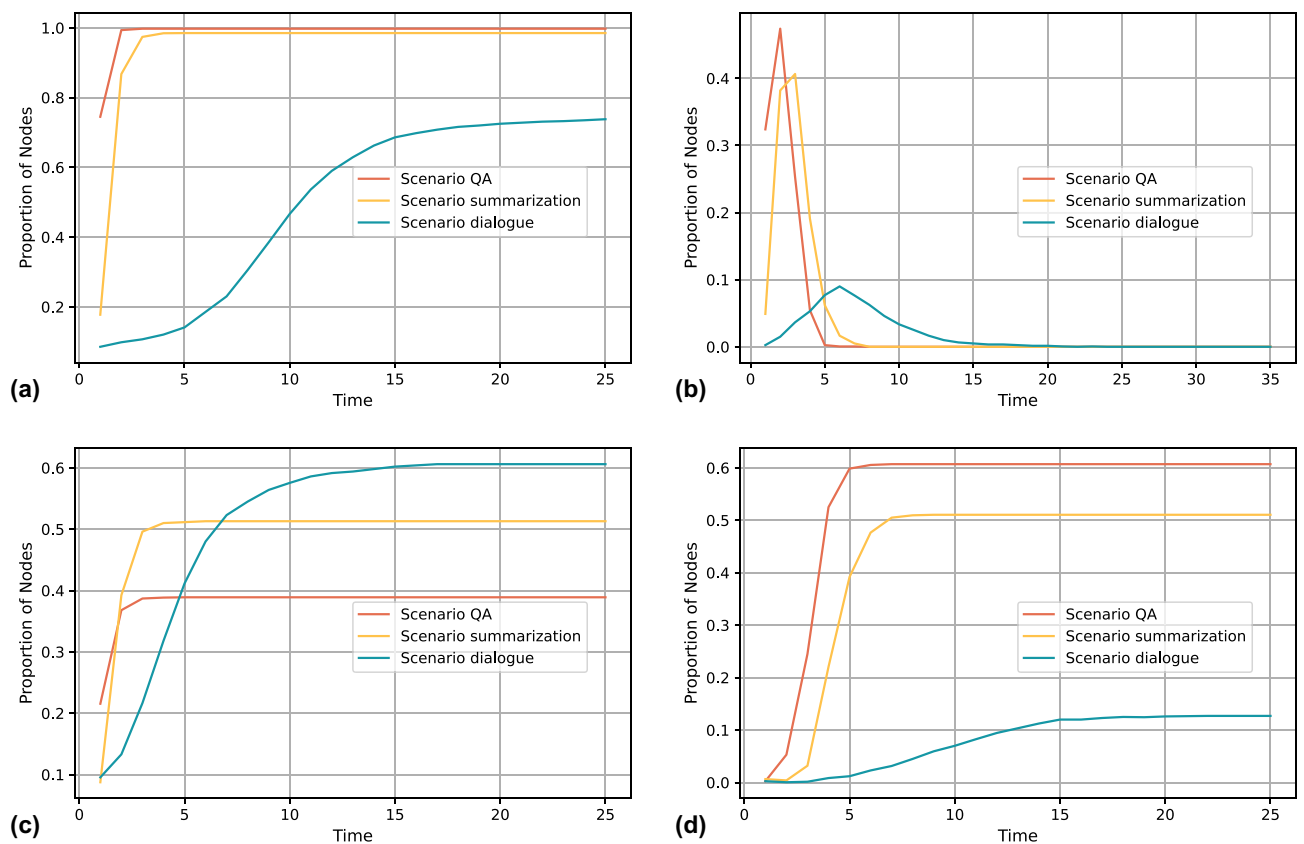 1.0
0.8
0.6
0.4
0.2
Proportion of Nodes
Scenario QA
Scenario summarization
Scenario dialogue
0 5 10 15 20 25
Time
(a)
0.4
0.3
0.2
0.1
0.0
Proportion of Nodes
Scenario QA
Scenario summarization
Scenario dialogue
0 5 10 15 20 25 30 35
Time
(b)
0.6
0.5
0.4
0.3
0.2
0.1
Proportion of Nodes
Scenario QA
Scenario summarization
Scenario dialogue
0 5 10 15 20 25
Time
(c)
0.6
0.5
0.4
0.3
0.2
0.1
0.0
Proportion of Nodes
Scenario QA
Scenario summarization
Scenario dialogue
0 5 10 15 20 25
Time
(d)